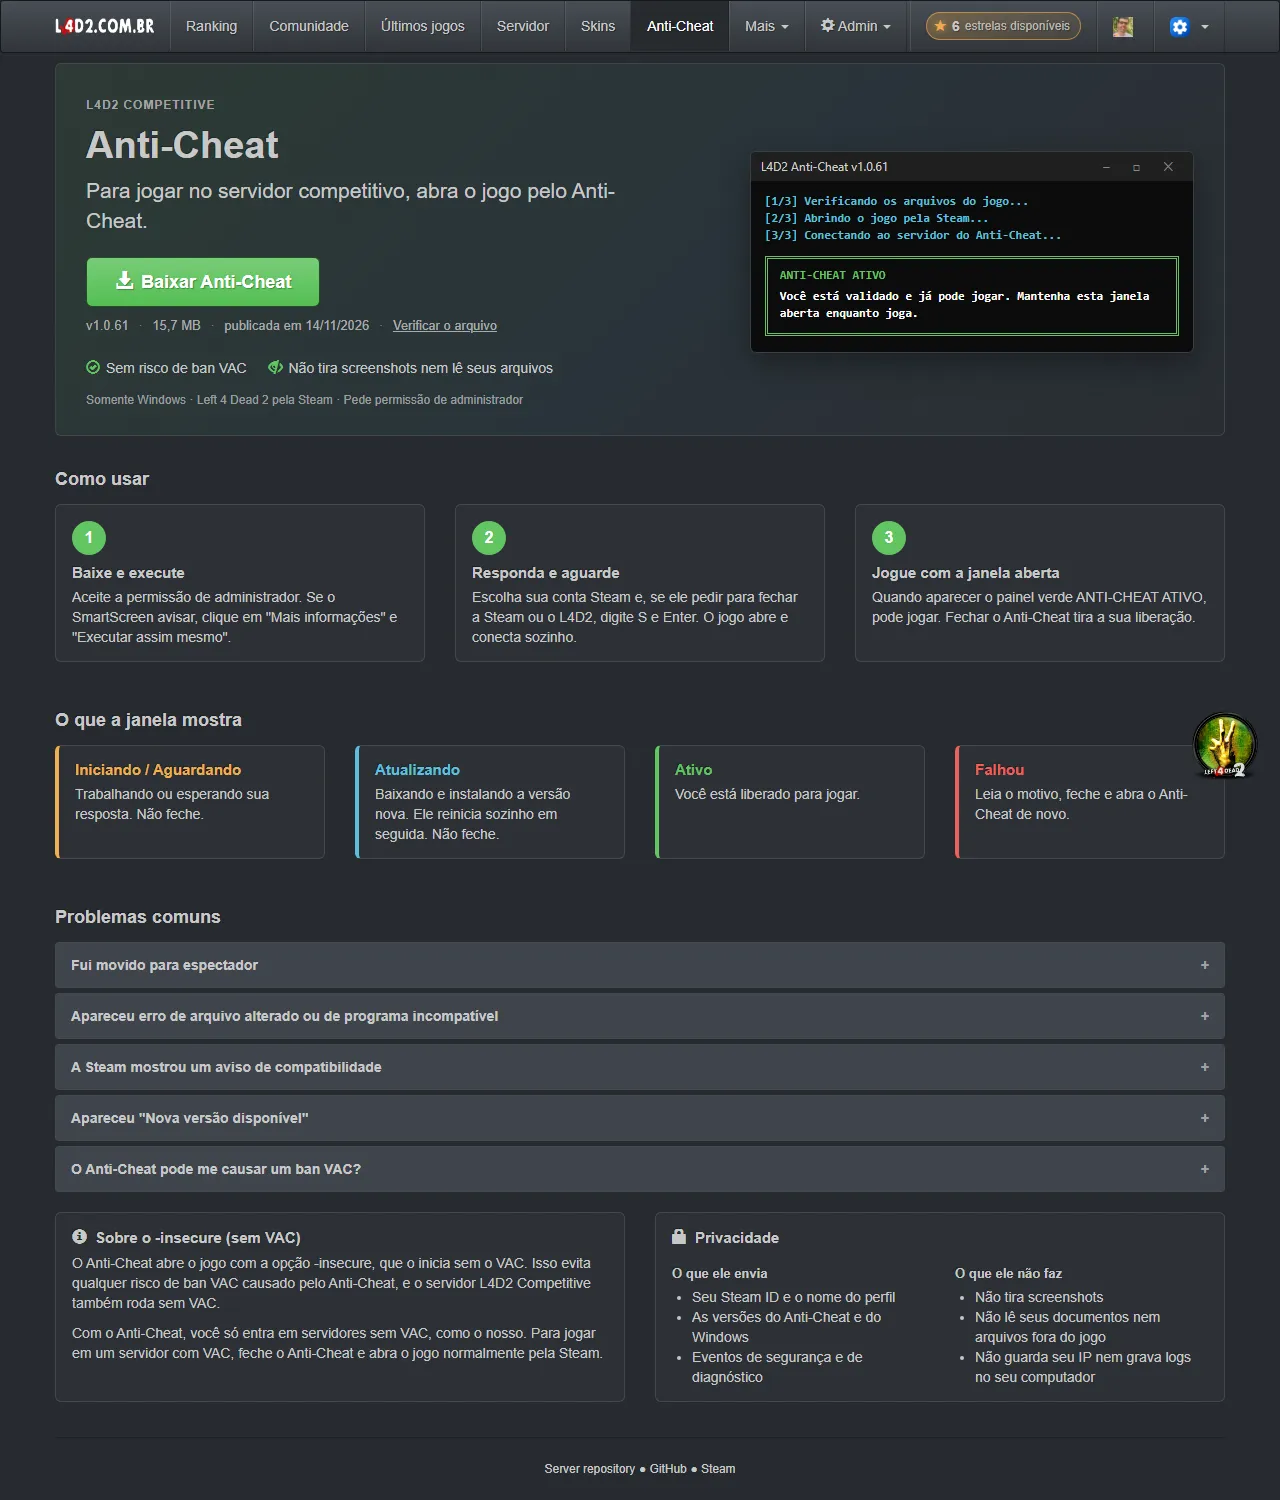 L4D2.COM.BR
Ranking
Comunidade
Últimos jogos
Servidor
Skins
Anti-Cheat
Mais
Admin
6 estrelas disponíveis
L4D2 COMPETITIVE
Anti-Cheat
Para jogar no servidor competitivo, abra o jogo pelo Anti-
Cheat.
Baixar Anti-Cheat
v1.0.61 · 15,7 MB · publicada em 14/11/2026 · Verificar o arquivo
Sem risco de ban VAC
Não tira screenshots nem lê seus arquivos
Somente Windows · Left 4 Dead 2 pela Steam · Pede permissão de administrador
L4D2 Anti-Cheat v1.0.61
[1/3] Verificando os arquivos do jogo...
[2/3] Abrindo o jogo pela Steam...
[3/3] Conectando ao servidor do Anti-Cheat...
ANTI-CHEAT ATIVO
Você está validado e já pode jogar. Mantenha esta janela
aberta enquanto joga.
Como usar
1
Baixe e execute
Aceite a permissão de administrador. Se o
SmartScreen avisar, clique em "Mais informações" e
"Executar assim mesmo".
2
Responda e aguarde
Escolha sua conta Steam e, se ele pedir para fechar
a Steam ou o L4D2, digite S e Enter. O jogo abre e
conecta sozinho.
3
Jogue com a janela aberta
Quando aparecer o painel verde ANTI-CHEAT ATIVO,
pode jogar. Fechar o Anti-Cheat tira a sua liberação.
O que a janela mostra
Iniciando / Aguardando
Trabalhando ou esperando sua
resposta. Não feche.
Atualizando
Baixando e instalando a versão
nova. Ele reinicia sozinho em
seguida. Não feche.
Ativo
Você está liberado para jogar.
Falhou
Leia o motivo, feche e abra o Anti-
Cheat de novo.
LEFT 4 DEAD 2
Problemas comuns
Fui movido para espectador +
Apareceu erro de arquivo alterado ou de programa incompatível +
A Steam mostrou um aviso de compatibilidade +
Apareceu "Nova versão disponível" +
O Anti-Cheat pode me causar um ban VAC? +
Sobre o -insecure (sem VAC)
O Anti-Cheat abre o jogo com a opção -insecure, que o inicia sem o VAC. Isso evita
qualquer risco de ban VAC causado pelo Anti-Cheat, e o servidor L4D2 Competitive
também roda sem VAC.
Com o Anti-Cheat, você só entra em servidores sem VAC, como o nosso. Para jogar
em um servidor com VAC, feche o Anti-Cheat e abra o jogo normalmente pela Steam.
Privacidade
O que ele envia
• Seu Steam ID e o nome do perfil
• As versões do Anti-Cheat e do
Windows
• Eventos de segurança e de
diagnóstico
O que ele não faz
• Não tira screenshots
• Não lê seus documentos nem
arquivos fora do jogo
• Não guarda seu IP nem grava logs
no seu computador
Server repository ● GitHub ● Steam